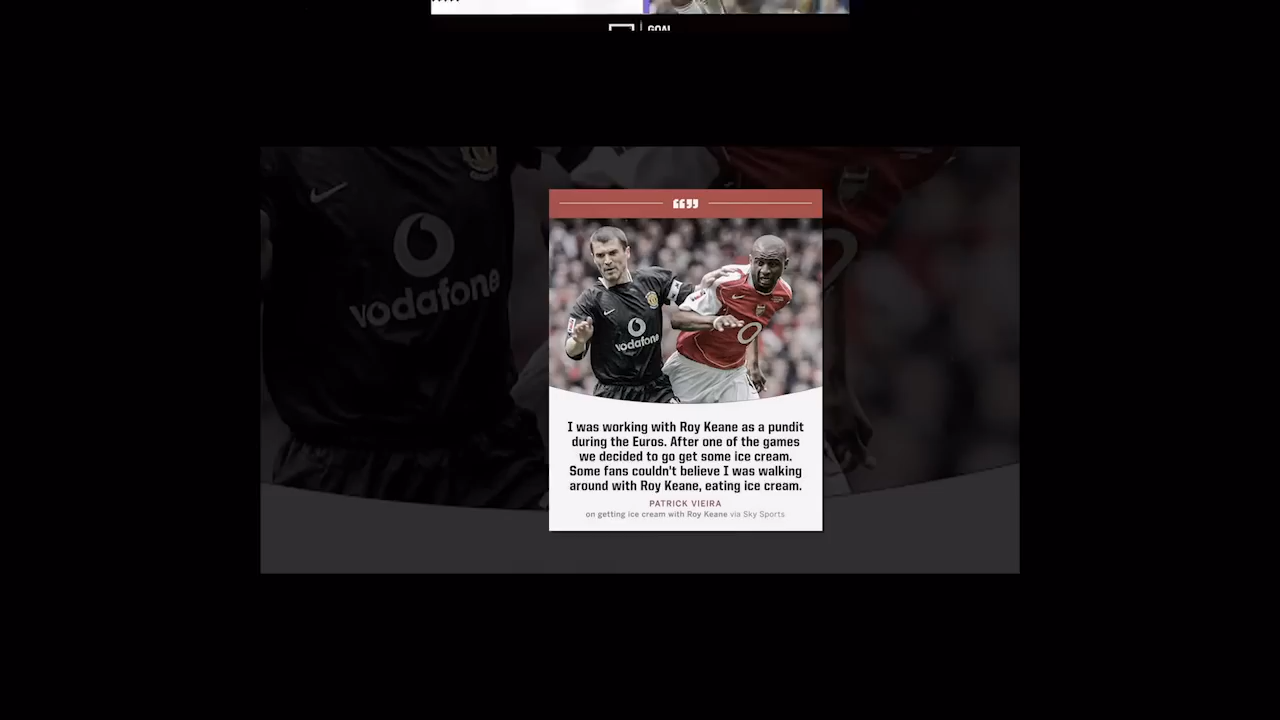 GOAL
vodafone
vodafone
I was working with Roy Keane as a pundit
during the Euros. After one of the games
we decided to go get some ice cream.
Some fans couldn't believe I was walking
around with Roy Keane, eating ice cream.
PATRICK VIEIRA
on getting ice cream with Roy Keane via Sky Sports